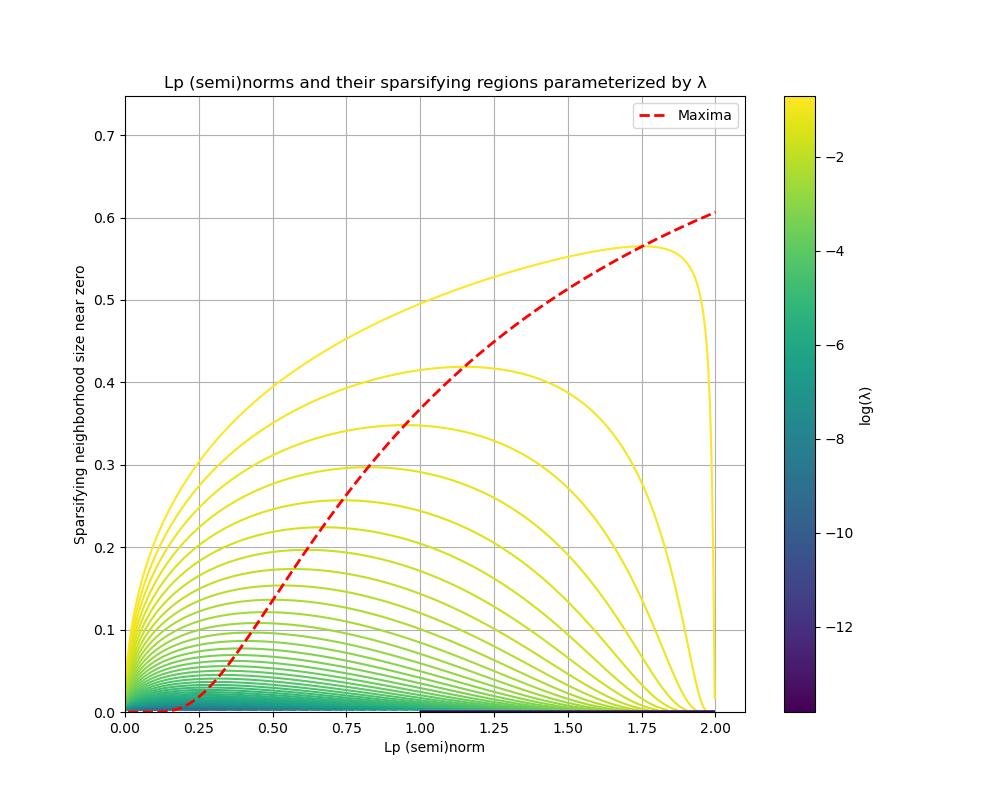 Lp (semi)norms and their sparsifying regions parameterized by λ
Maxima
0.7
0.6
0.5
0.4
0.3
0.2
0.1
0.0
Sparsifying neighborhood size near zero
0.00 0.25 0.50 0.75 1.00 1.25 1.50 1.75 2.00
Lp (semi)norm
−2
−4
−6
−8
−10
−12
log(λ)